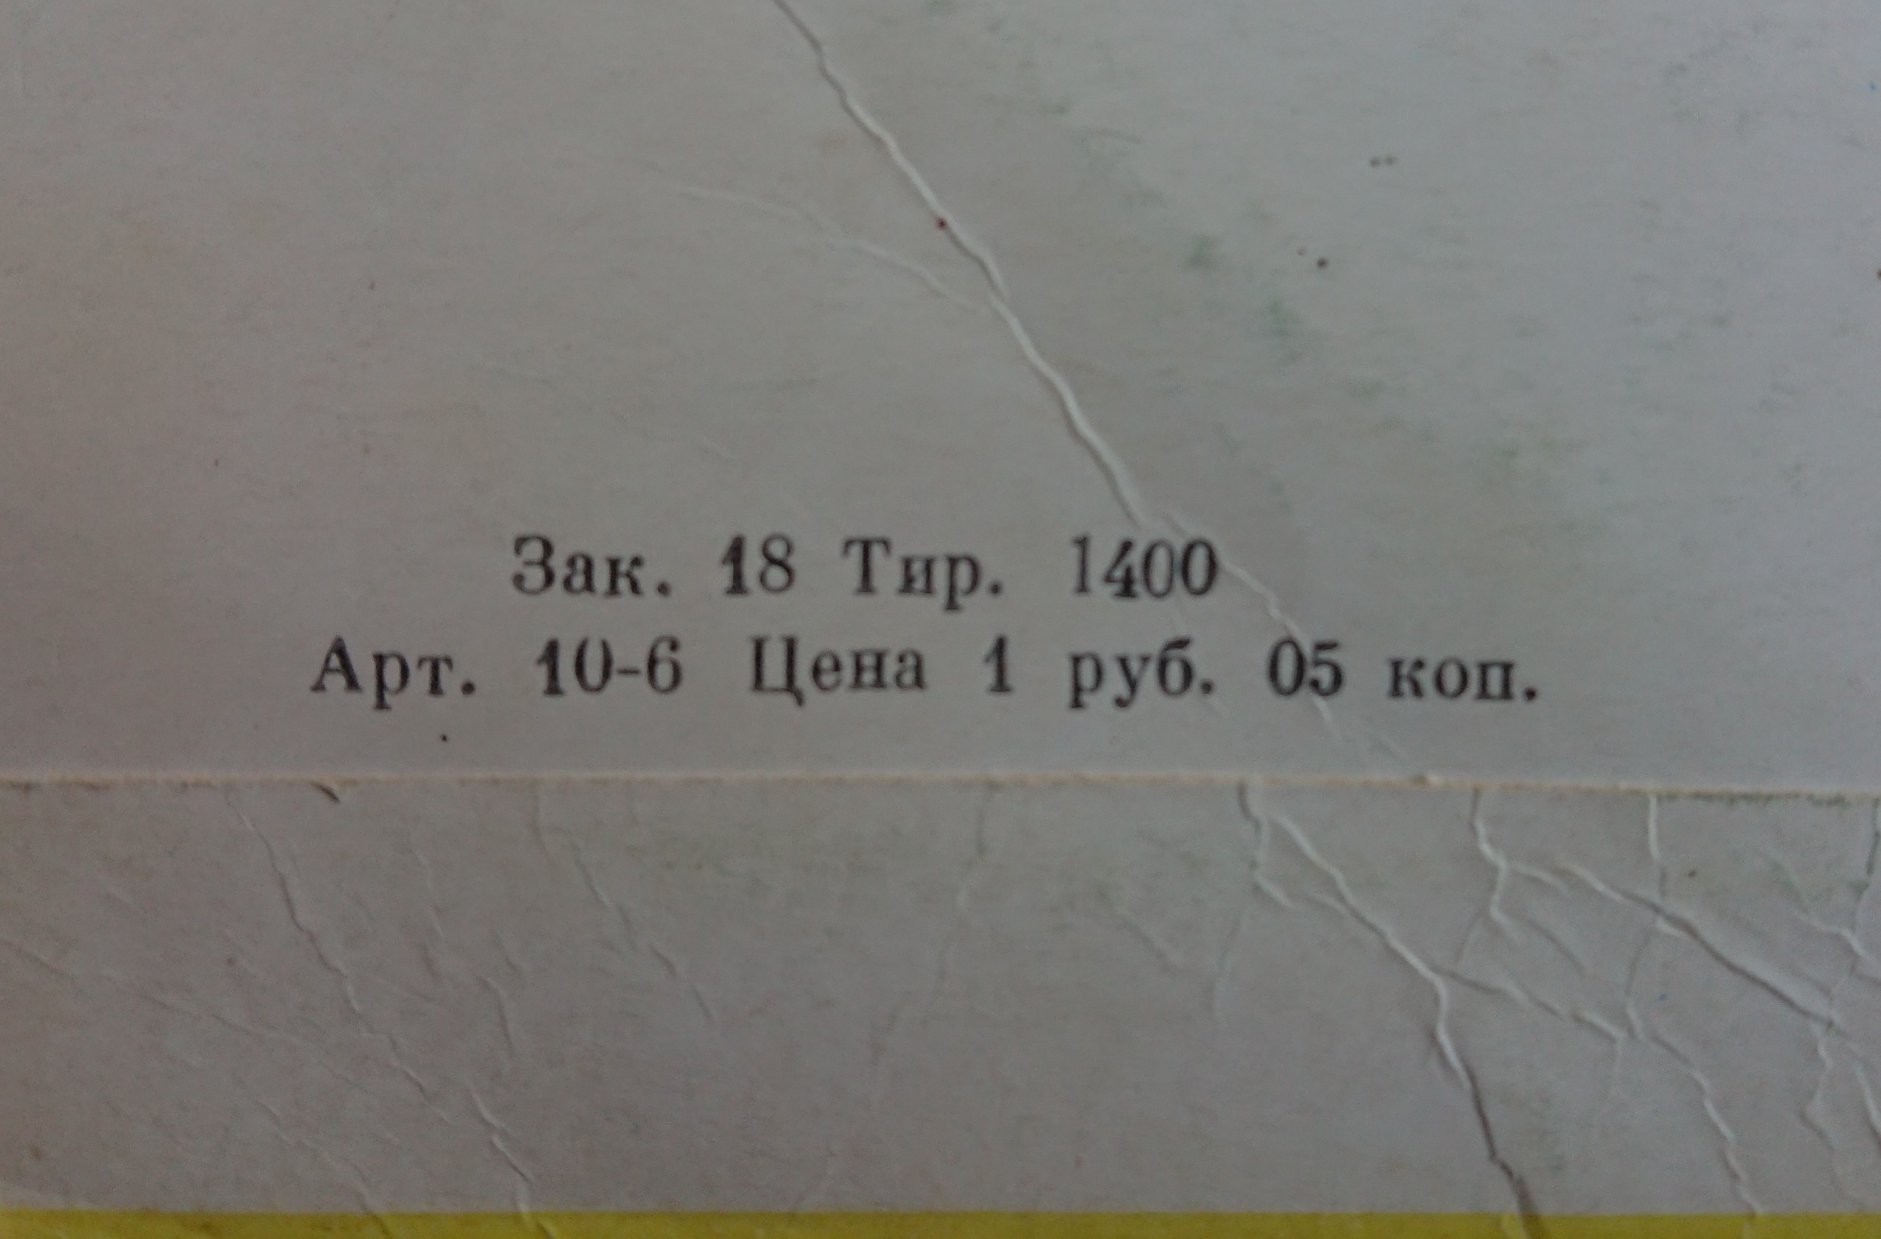 Зак. 18 Тир. 1400
Арт. 10-6 Цена 1 руб. 05 коп.